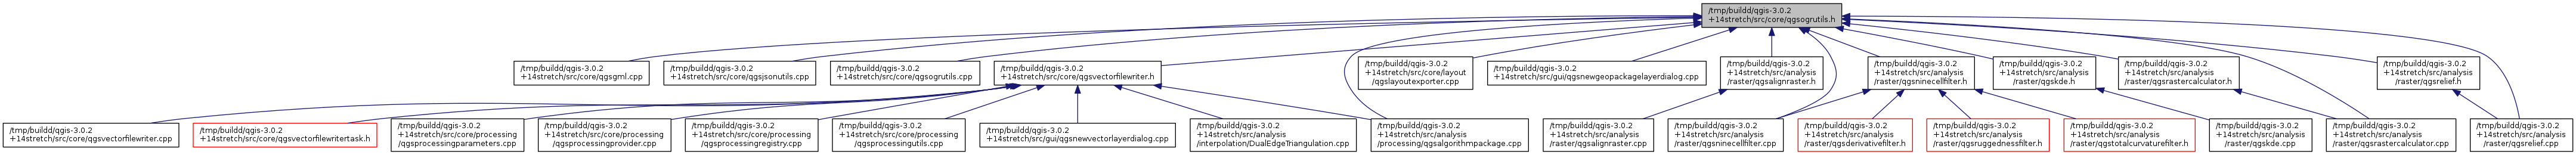 /tmp/buildd/qgis-3.0.2
+14stretch/src/core/qgsogrutils.h
/tmp/buildd/qgis-3.0.2
+14stretch/src/core/qgsgml.cpp
/tmp/buildd/qgis-3.0.2
+14stretch/src/core/qgsjsonutils.cpp
/tmp/buildd/qgis-3.0.2
+14stretch/src/core/qgsogrutils.cpp
/tmp/buildd/qgis-3.0.2
+14stretch/src/core/qgsvectorfilewriter.h
/tmp/buildd/qgis-3.0.2
+14stretch/src/core/layout
/qgslayoutexporter.cpp
/tmp/buildd/qgis-3.0.2
+14stretch/src/gui/qgsnewgeopackagelayerdialog.cpp
/tmp/buildd/qgis-3.0.2
+14stretch/src/analysis
/raster/qgsalignraster.h
/tmp/buildd/qgis-3.0.2
+14stretch/src/analysis
/raster/qgsninecellfilter.h
/tmp/buildd/qgis-3.0.2
+14stretch/src/analysis
/raster/qgskde.h
/tmp/buildd/qgis-3.0.2
+14stretch/src/analysis
/raster/qgsrastercalculator.h
/tmp/buildd/qgis-3.0.2
+14stretch/src/analysis
/raster/qgsrelief.h
/tmp/buildd/qgis-3.0.2
+14stretch/src/core/qgsvectorfilewriter.cpp
/tmp/buildd/qgis-3.0.2
+14stretch/src/core/qgsvectorfilewritertask.h
/tmp/buildd/qgis-3.0.2
+14stretch/src/core/processing
/qgsprocessingparameters.cpp
/tmp/buildd/qgis-3.0.2
+14stretch/src/core/processing
/qgsprocessingprovider.cpp
/tmp/buildd/qgis-3.0.2
+14stretch/src/core/processing
/qgsprocessingregistry.cpp
/tmp/buildd/qgis-3.0.2
+14stretch/src/core/processing
/qgsprocessingutils.cpp
/tmp/buildd/qgis-3.0.2
+14stretch/src/gui/qgsnewvectorlayerdialog.cpp
/tmp/buildd/qgis-3.0.2
+14stretch/src/analysis
/interpolation/DualEdgeTriangulation.cpp
/tmp/buildd/qgis-3.0.2
+14stretch/src/analysis
/processing/qgsalgorithmpackage.cpp
/tmp/buildd/qgis-3.0.2
+14stretch/src/analysis
/raster/qgsalignraster.cpp
/tmp/buildd/qgis-3.0.2
+14stretch/src/analysis
/raster/qgsninecellfilter.cpp
/tmp/buildd/qgis-3.0.2
+14stretch/src/analysis
/raster/qgsderivativefilter.h
/tmp/buildd/qgis-3.0.2
+14stretch/src/analysis
/raster/qgsruggednessfilter.h
/tmp/buildd/qgis-3.0.2
+14stretch/src/analysis
/raster/qgstotalcurvaturefilter.h
/tmp/buildd/qgis-3.0.2
+14stretch/src/analysis
/raster/qgskde.cpp
/tmp/buildd/qgis-3.0.2
+14stretch/src/analysis
/raster/qgsrastercalculator.cpp
/tmp/buildd/qgis-3.0.2
+14stretch/src/analysis
/raster/qgsrelief.cpp